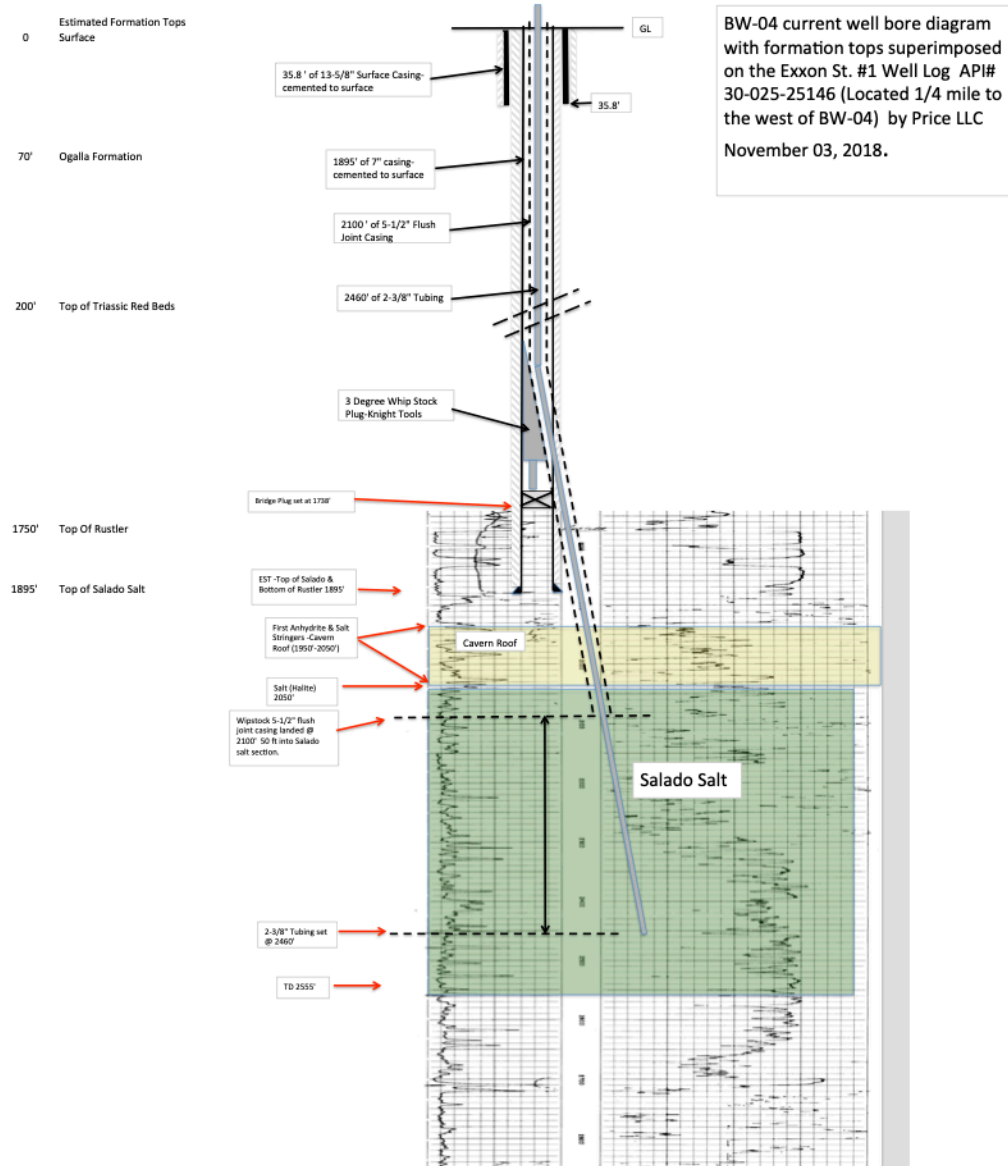 Estimated Formation Tops
0 Surface
GL
BW-04 current well bore diagram
with formation tops superimposed
on the Exxon St. #1 Well Log API#
30-025-25146 (Located 1/4 mile to
the west of BW-04) by Price LLC
November 03, 2018.
35.8 ' of 13-5/8" Surface Casing-
cemented to surface
35.8'
70' Ogalla Formation
1895' of 7" casing-
cemented to surface
2100 ' of 5-1/2" Flush
Joint Casing
2460' of 2-3/8" Tubing
200' Top of Triassic Red Beds
3 Degree Whip Stock
Plug-Knight Tools
Bridge Plug set at 1738'
1750' Top Of Rustler
1895' Top of Salado Salt
EST -Top of Salado &
Bottom of Rustler 1895'
First Anhydrite & Salt
Stringers -Cavern
Roof (1950'-2050')
Cavern Roof
Salt (Halite)
2050'
Wipstock 5-1/2" flush
joint casing landed @
2100' 50 ft into Salado
salt section.
Salado Salt
2-3/8" Tubing set
@ 2460'
TD 2555'